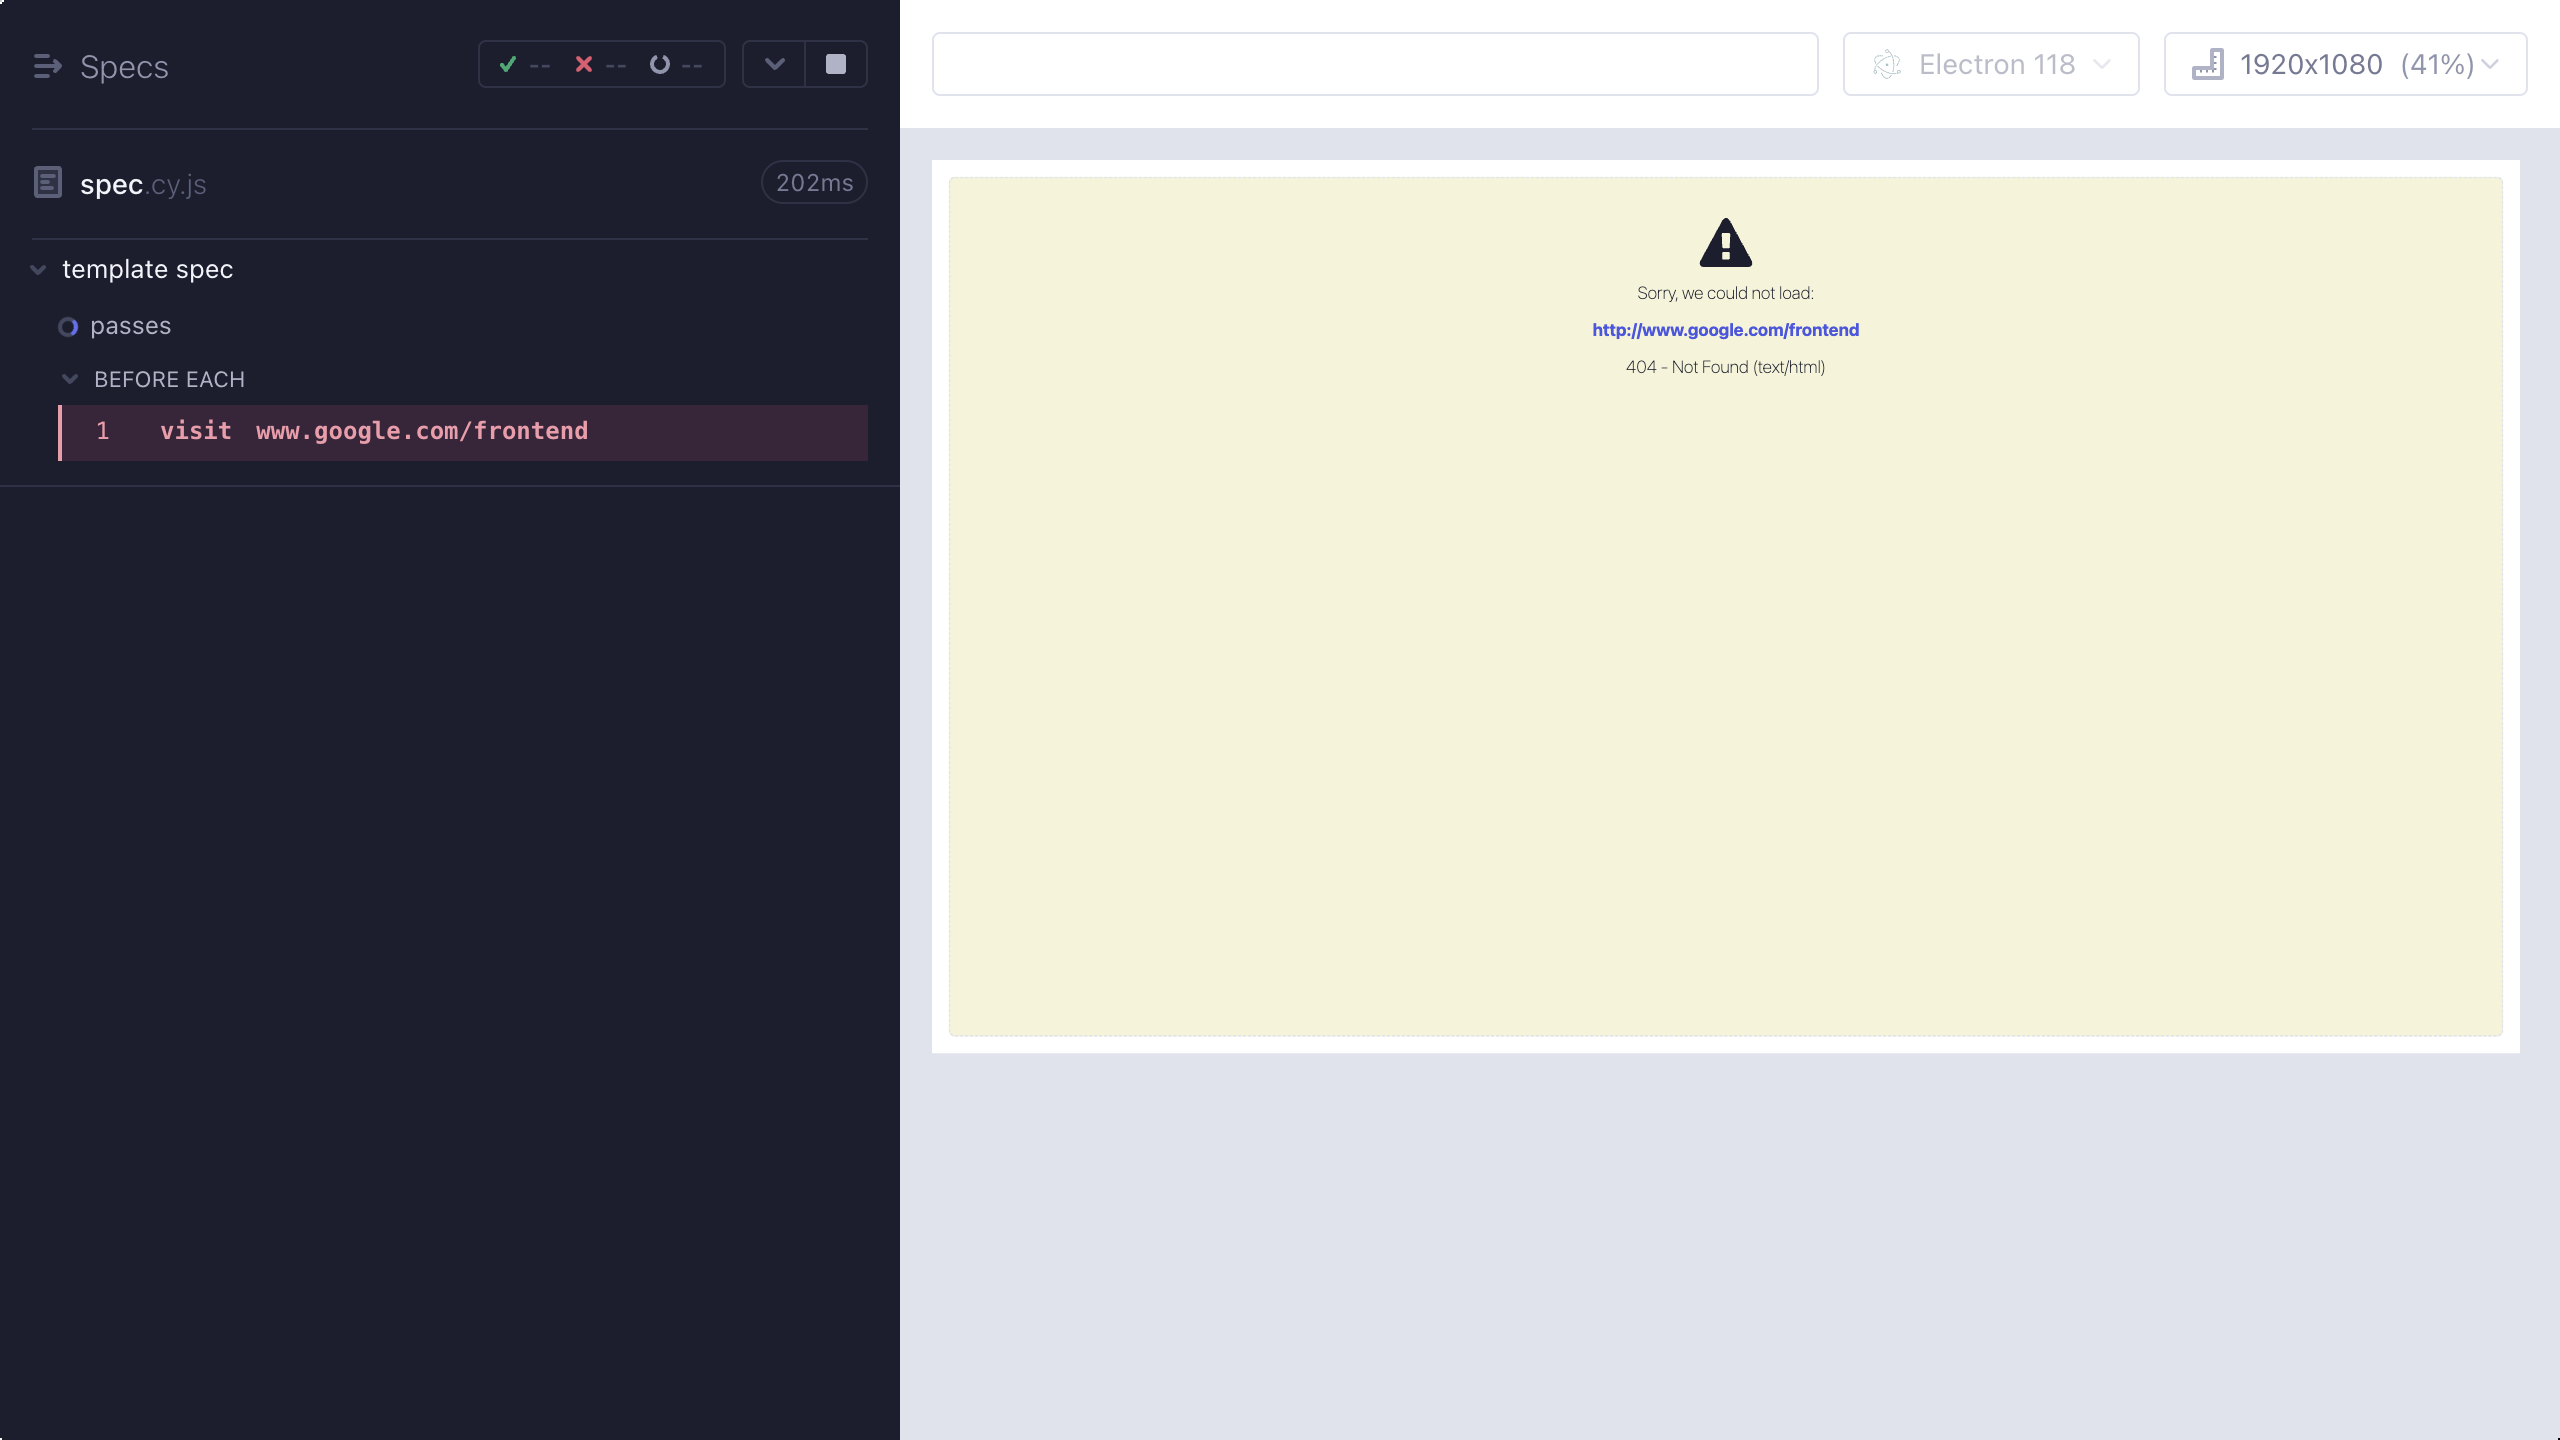 Specs
-- -- --
spec.cy.js
202ms
template spec
passes
BEFORE EACH
1 visit www.google.com/frontend
Electron 118
1920x1080 (41%)
Sorry, we could not load:
http://www.google.com/frontend
404 - Not Found (text/html)